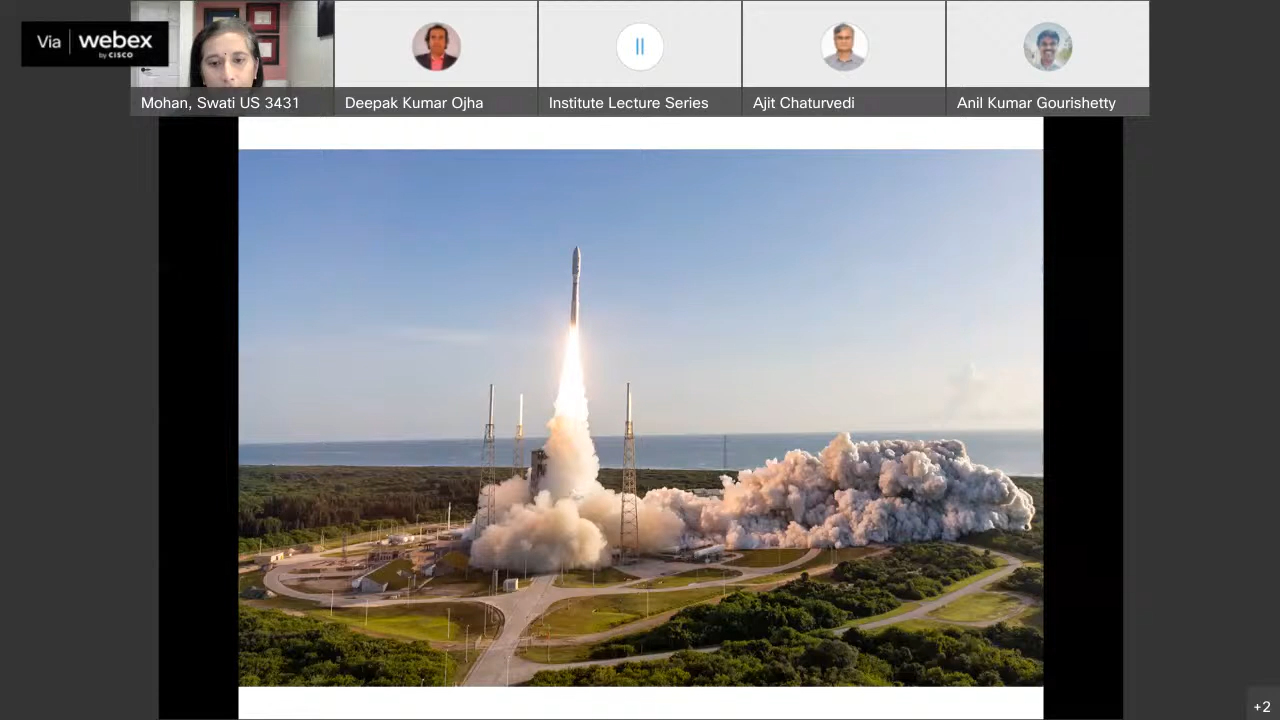 Via webex
by CISCO
Mohan, Swati US 3431
Deepak Kumar Ojha
Institute Lecture Series
Ajit Chaturvedi
Anil Kumar Gourishetty
+2